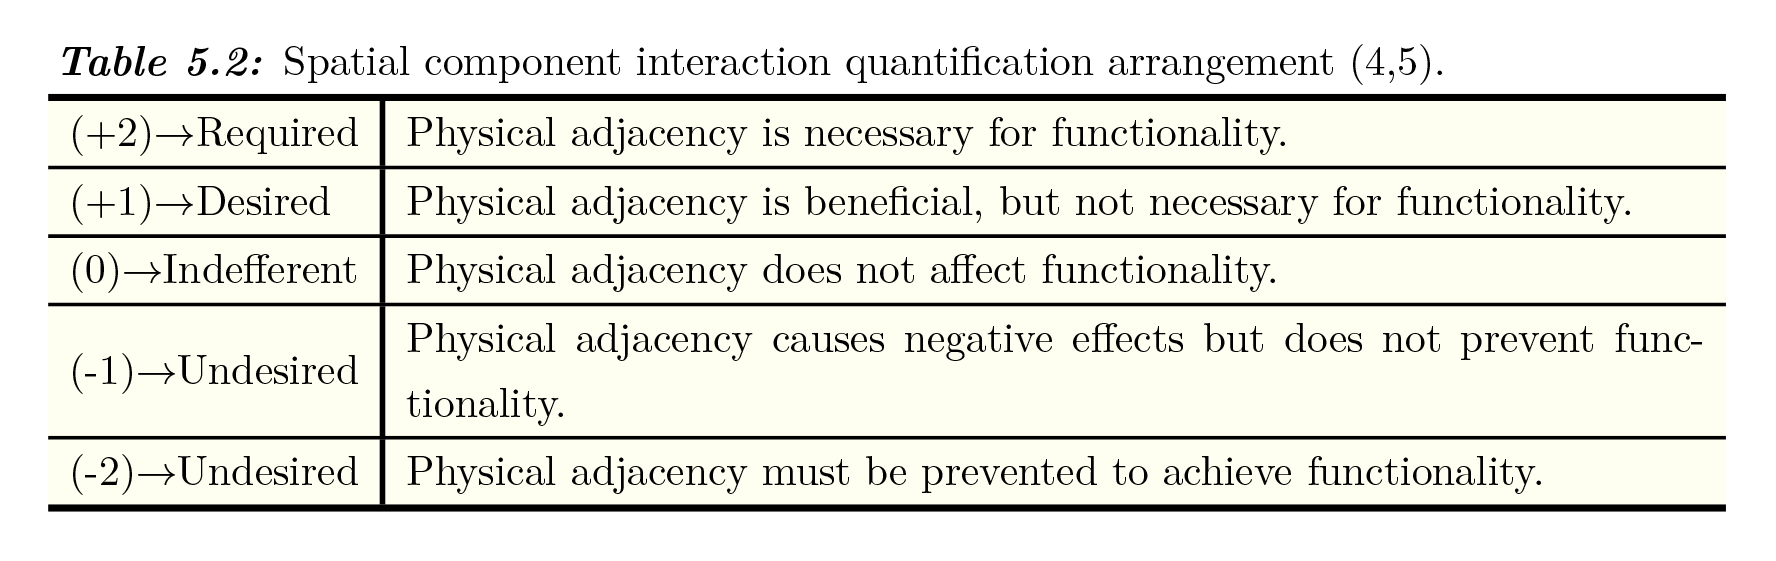 Table 5.2: Spatial component interaction quantification arrangement (4,5).
(+2)→Required Physical adjacency is necessary for functionality.
(+1)→Desired Physical adjacency is beneficial, but not necessary for functionality.
(0)→Indefferent Physical adjacency does not affect functionality.
(-1)→Undesired Physical adjacency causes negative effects but does not prevent func-
tionality.
(-2)→Undesired Physical adjacency must be prevented to achieve functionality.